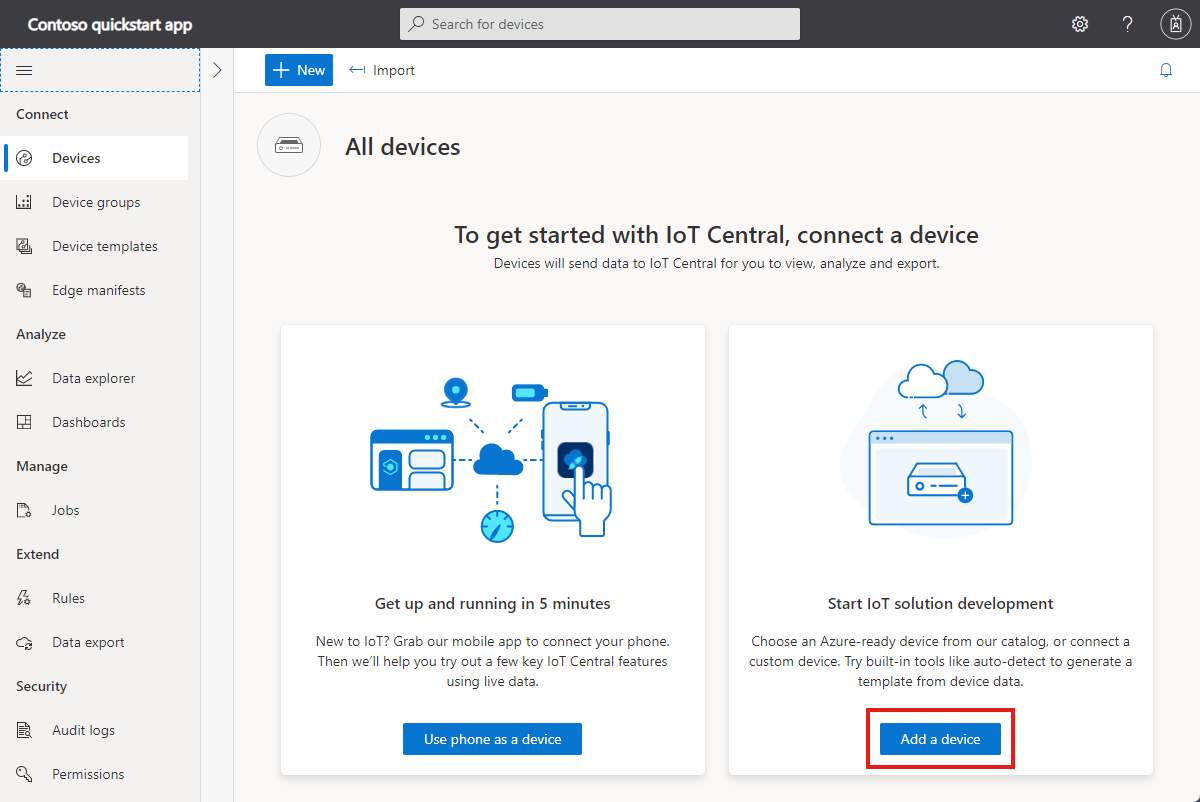 Contoso quickstart app
Search for devices
?
New
Import
Connect
Devices
Device groups
Device templates
Edge manifests
Analyze
Data explorer
Dashboards
Manage
Jobs
Extend
Rules
Data export
Security
Audit logs
Permissions
All devices
To get started with IoT Central, connect a device
Devices will send data to IoT Central for you to view, analyze and export.
Get up and running in 5 minutes
New to IoT? Grab our mobile app to connect your phone.
Then we'll help you try out a few key IoT Central features
using live data.
Use phone as a device
Start IoT solution development
Choose an Azure-ready device from our catalog, or connect a
custom device. Try built-in tools like auto-detect to generate a
template from device data.
Add a device